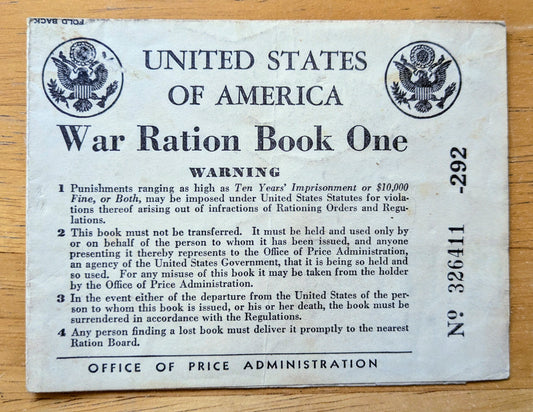 FOLD BACK
UNITED STATES
OF AMERICA
War Ration Book One
WARNING
1 Punishments ranging as high as Ten Years' Imprisonment or $10,000
Fine, or Both, may be imposed under United States Statutes for viola-
tions thereof arising out of infractions of Rationing Orders and Regu-
lations.
2 This book must not be transferred. It must be held and used only by
or on behalf of the person to whom it has been issued, and anyone
presenting it thereby represents to the Office of Price Administration,
an agency of the United States Government, that it is being so held and
so used. For any misuse of this book it may be taken from the holder
by the Office of Price Administration.
3 In the event either of the departure from the United States of the per-
son to whom this book is issued, or his or her death, the book must be
surrendered in accordance with the Regulations.
4 Any person finding a lost book must deliver it promptly to the nearest
Ration Board.
OFFICE OF PRICE ADMINISTRATION
No 326411 -292